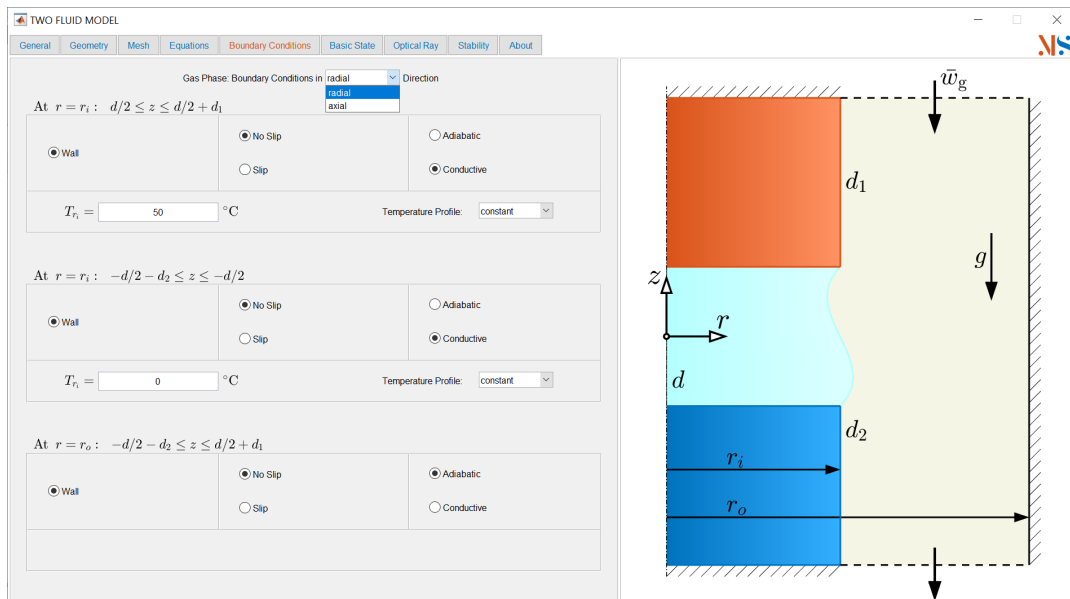 TWO FLUID MODEL
General Geometry Mesh Equations Boundary Conditions Basic State Optical Ray Stability About
Gas Phase: Boundary Conditions in radial Direction
radial
axial
At r = r_i : d/2 ≤ z ≤ d/2 + d_1
Wall
No Slip
Slip
Adiabatic
Conductive
T_{r_i} = 50 °C
Temperature Profile: constant
At r = r_i : −d/2 − d_2 ≤ z ≤ −d/2
Wall
No Slip
Slip
Adiabatic
Conductive
T_{r_i} = 0 °C
Temperature Profile: constant
At r = r_o : −d/2 − d_2 ≤ z ≤ d/2 + d_1
Wall
No Slip
Slip
Adiabatic
Conductive
w̄_g
d_1
g
z
r
d
d_2
r_i
r_o